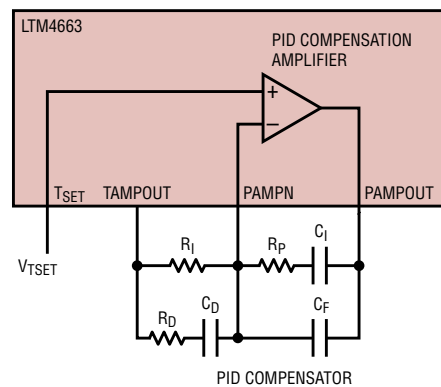 LTM4663
PID COMPENSATION
AMPLIFIER
+
−
TSET
TAMPOUT
PAMPN
PAMPOUT
RI
RP
CI
VTSET
RD
CD
CF
PID COMPENSATOR